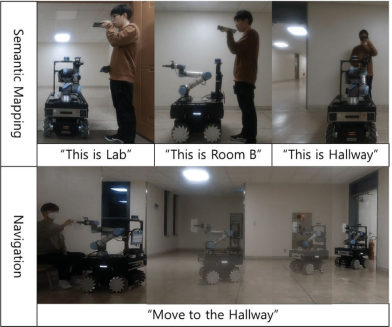 Semantic Mapping
"This is Lab"
"This is Room B"
"This is Hallway"
Navigation
"Move to the Hallway"